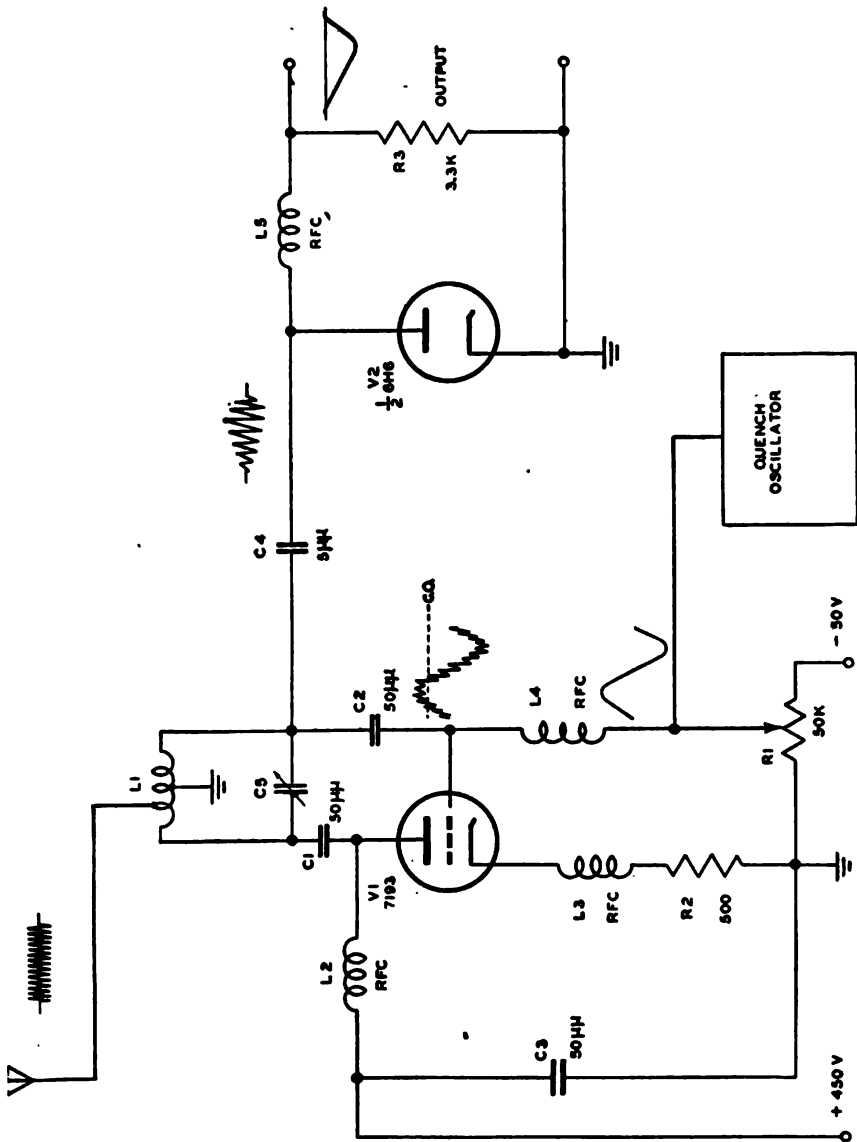 L1
C5
C4
5μμ
L5
RFC
C1
50μμ
L2
RFC
C2
50μμ
V1
7193
V2
½ 6H6
R3
3.3K
OUTPUT
C.O.
C3
50μμ
L4
RFC
L3
RFC
R2
500
R1
50K
QUENCH
OSCILLATOR
+ 450V
- 50V